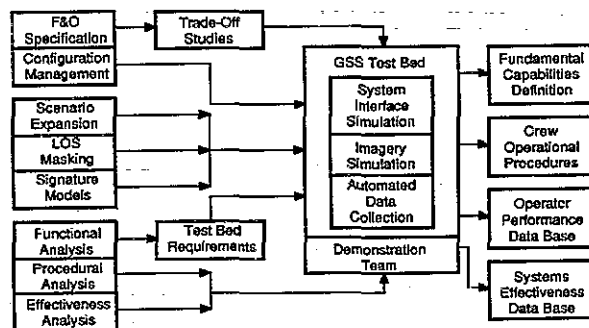 F&O
Specification
Configuration
Management
Scenario
Expansion
LOS
Masking
Signature
Models
Functional
Analysis
Procedural
Analysis
Effectiveness
Analysis
Trade-Off
Studies
Test Bed
Requirements
GSS Test Bed
System
Interface
Simulation
Imagery
Simulation
Automated
Data
Collection
Demonstration
Team
Fundamental
Capabilities
Definition
Crew
Operational
Procedures
Operator
Performance
Data Base
Systems
Effectiveness
Data Base